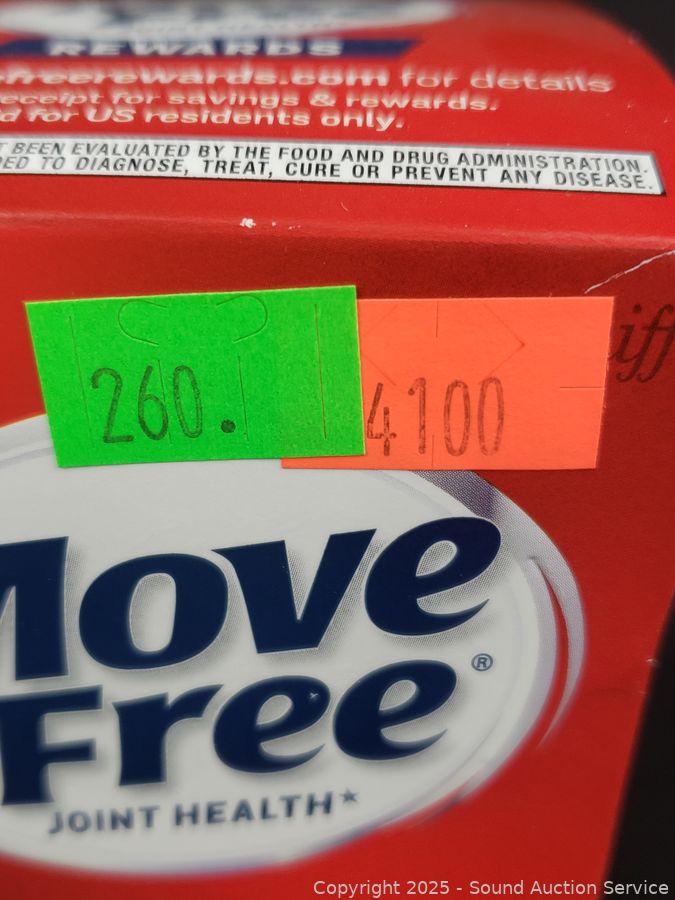 REWARDS
freerewards.com for details
receipt for savings & rewards.
for US residents only.
BEEN EVALUATED BY THE FOOD AND DRUG ADMINISTRATION.
TO DIAGNOSE, TREAT, CURE OR PREVENT ANY DISEASE.
260.
4100
iff
Move
Free®
JOINT HEALTH*
Copyright 2025 - Sound Auction Service